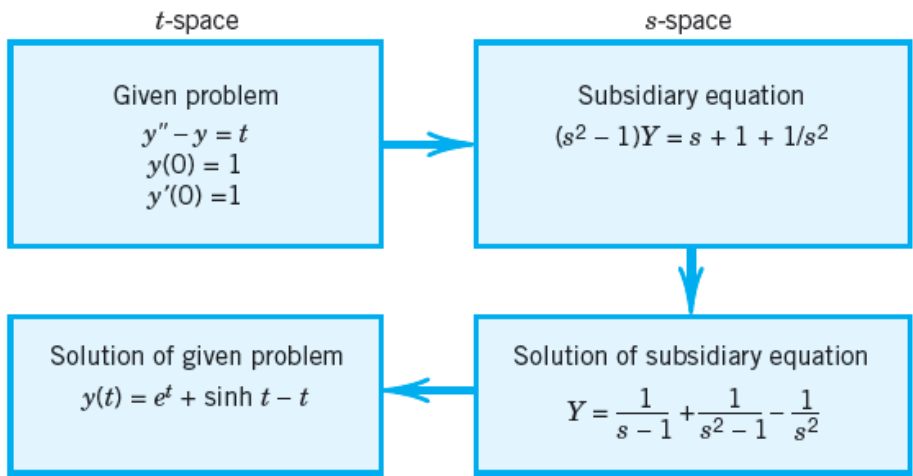 t-space
Given problem
y″ – y = t
y(0) = 1
y′(0) =1
s-space
Subsidiary equation
(s² – 1)Y = s + 1 + 1/s²
Solution of given problem
y(t) = eᵗ + sinh t – t
Solution of subsidiary equation
Y = 1/(s – 1) + 1/(s² – 1) – 1/s²